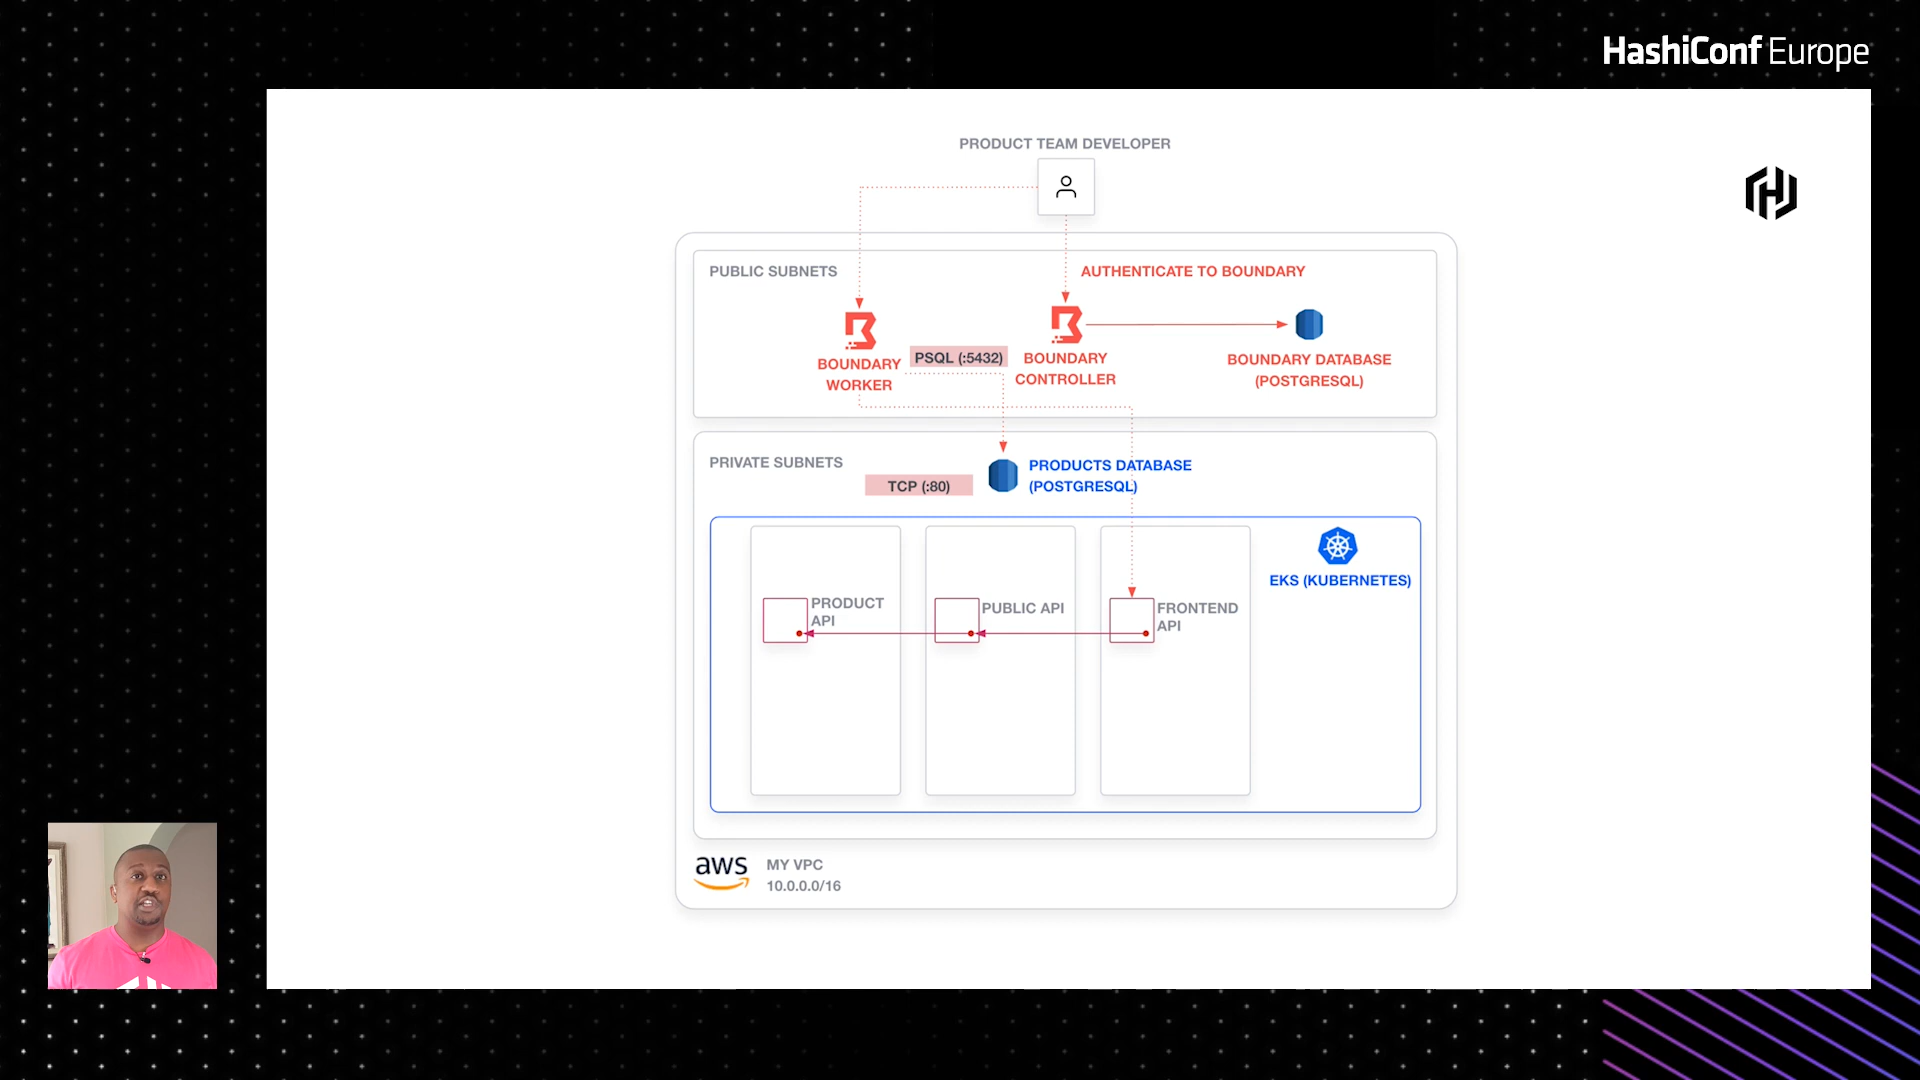 HashiConf Europe
PRODUCT TEAM DEVELOPER
PUBLIC SUBNETS
AUTHENTICATE TO BOUNDARY
BOUNDARY
WORKER
PSQL (:5432)
BOUNDARY
CONTROLLER
BOUNDARY DATABASE
(POSTGRESQL)
PRIVATE SUBNETS
TCP (:80)
PRODUCTS DATABASE
(POSTGRESQL)
EKS (KUBERNETES)
PRODUCT
API
PUBLIC API
FRONTEND
API
aws
MY VPC
10.0.0.0/16